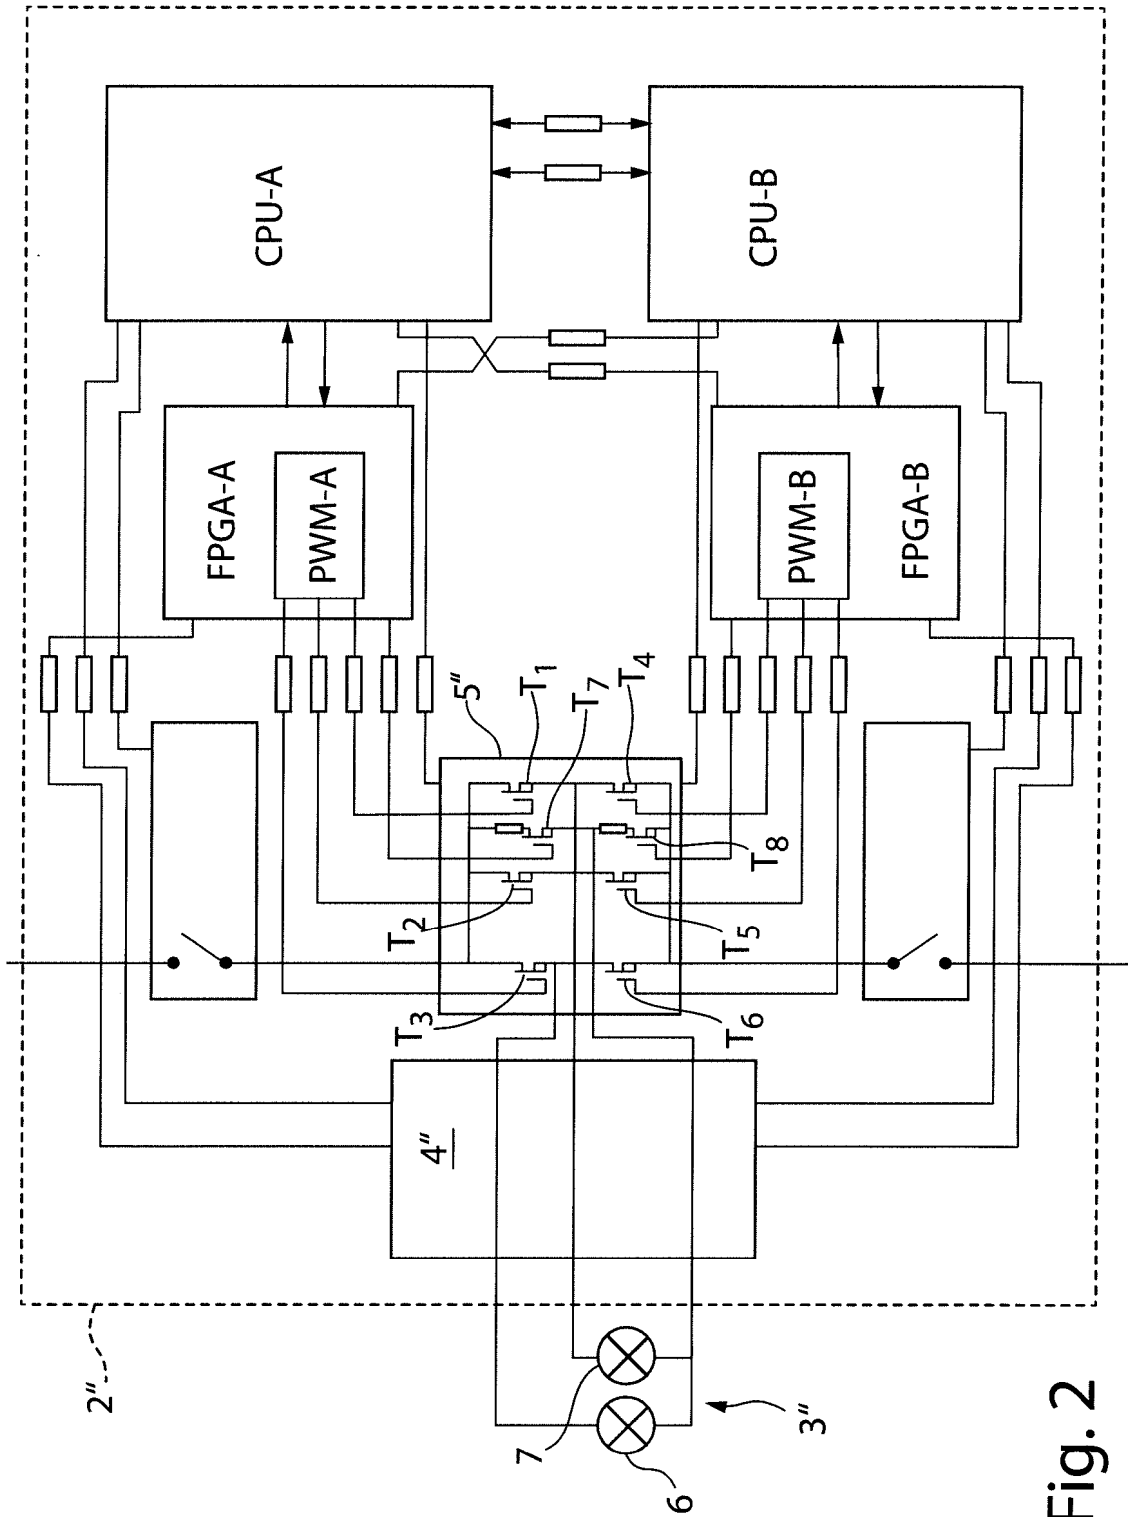 CPU-A
CPU-B
FPGA-A
PWM-A
PWM-B
FPGA-B
5"
T1
T7
T4
T8
T2
T5
T3
T6
4"
2"
7
6
3"
Fig. 2